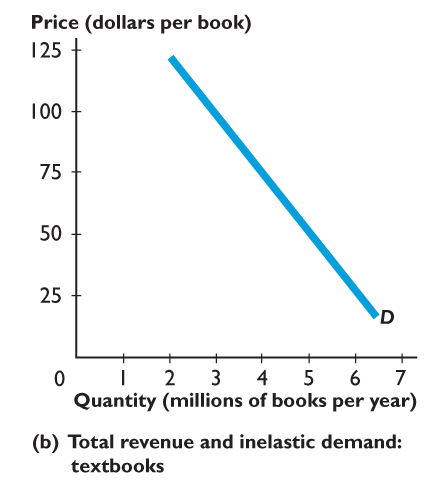 Price (dollars per book)
125
100
75
50
25
D
0 1 2 3 4 5 6 7
Quantity (millions of books per year)
(b) Total revenue and inelastic demand:
textbooks